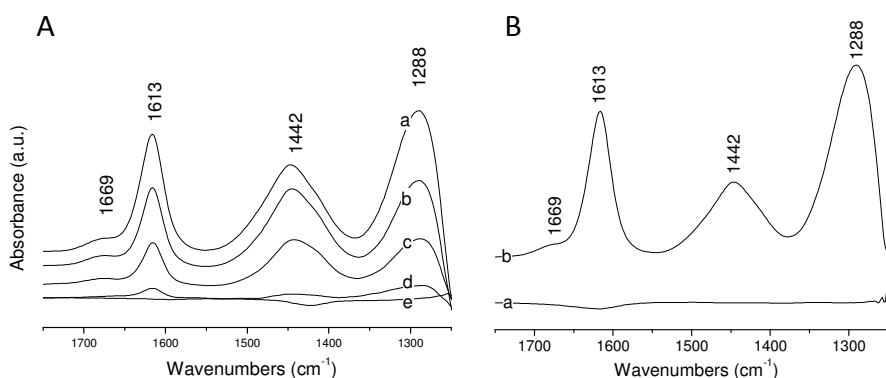 A
1669
1613
1442
1288
a
b
c
d
e
Absorbance (a.u.)
1700 1600 1500 1400 1300
Wavenumbers (cm⁻¹)
B
1669
1613
1442
1288
b
a
1700 1600 1500 1400 1300
Wavenumbers (cm⁻¹)